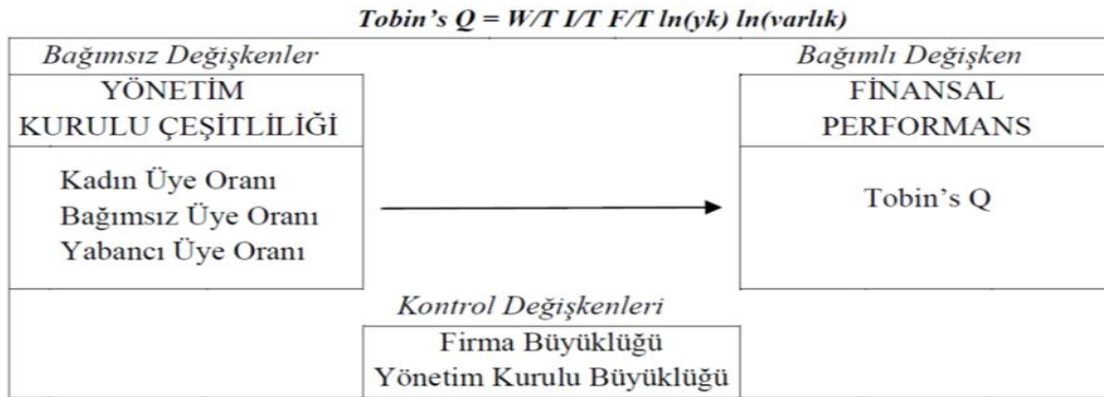 Tobin's Q = W/T I/T F/T ln(yk) ln(varlık)
Bağımsız Değişkenler
Bağımlı Değişken
YÖNETİM
KURULU ÇEŞİTLİLİĞİ
FİNANSAL
PERFORMANS
Kadın Üye Oranı
Bağımsız Üye Oranı
Yabancı Üye Oranı
Tobin's Q
Kontrol Değişkenleri
Firma Büyüklüğü
Yönetim Kurulu Büyüklüğü